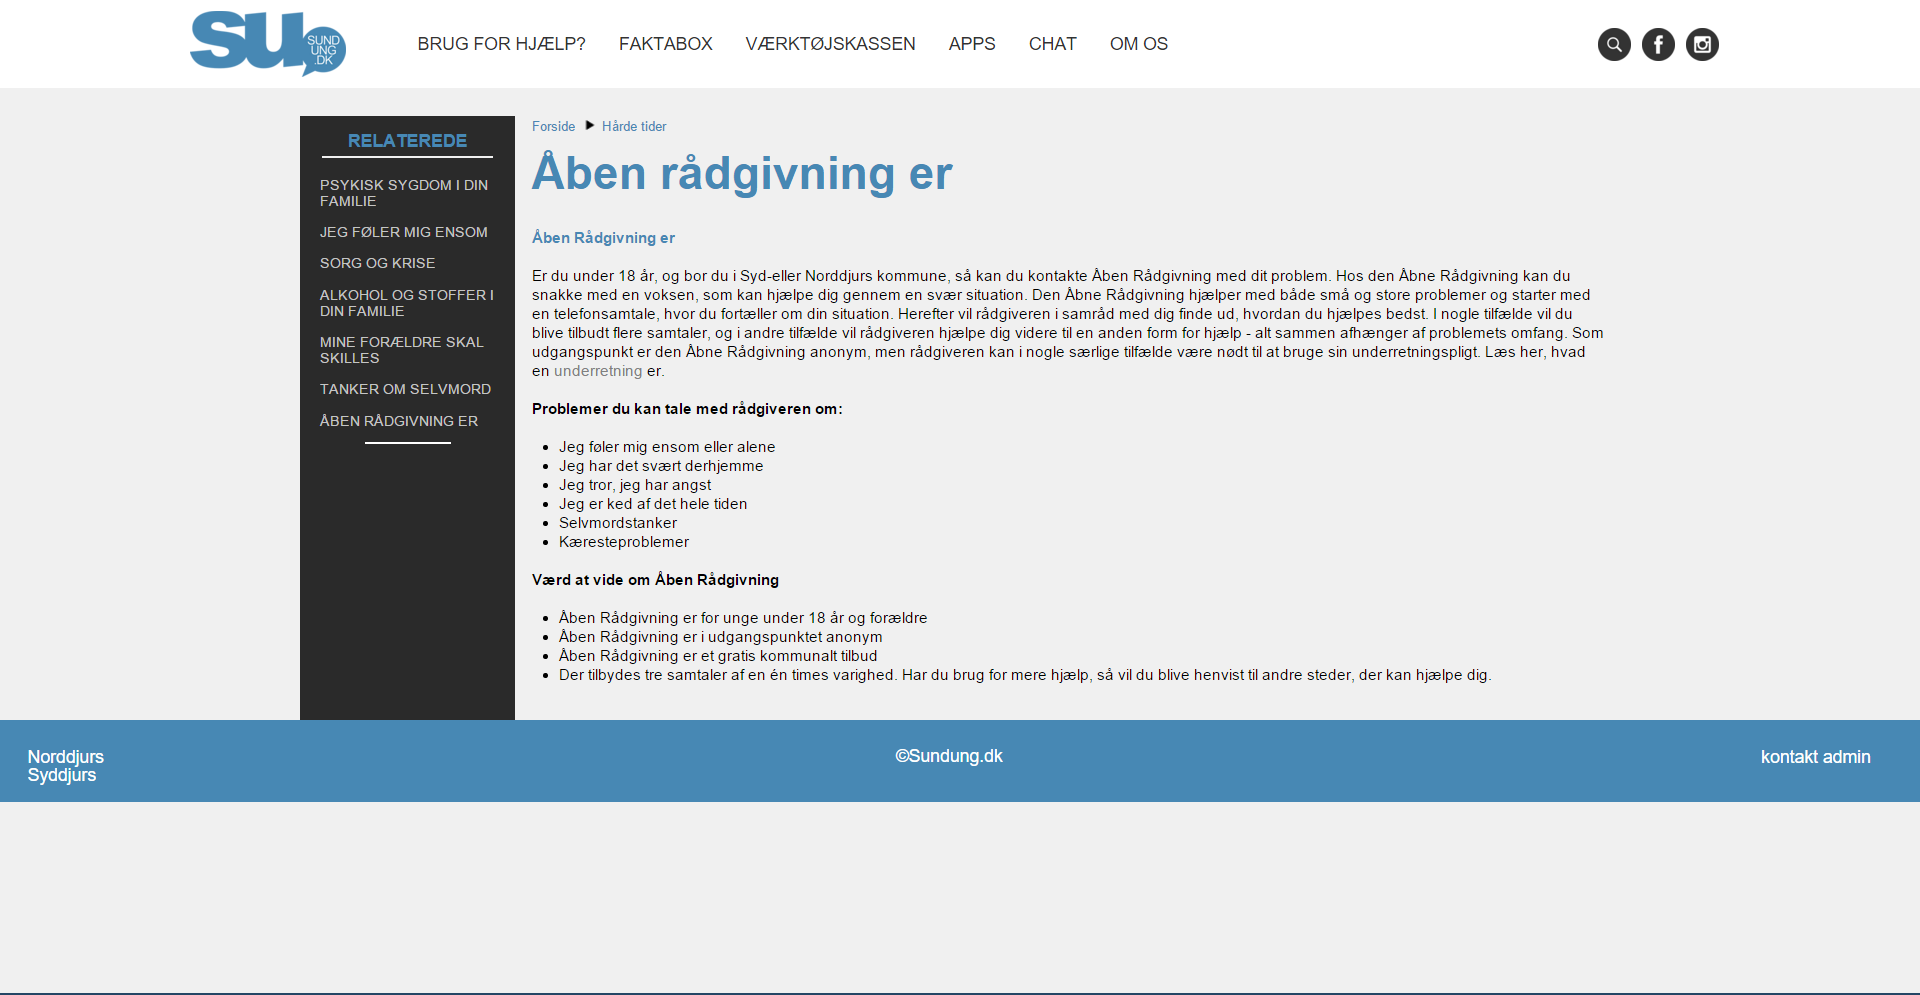 SU SUND
UNG
.DK
BRUG FOR HJÆLP? FAKTABOX VÆRKTØJSKASSEN APPS CHAT OM OS
RELATEREDE
PSYKISK SYGDOM I DIN
FAMILIE
JEG FØLER MIG ENSOM
SORG OG KRISE
ALKOHOL OG STOFFER I
DIN FAMILIE
MINE FORÆLDRE SKAL
SKILLES
TANKER OM SELVMORD
ÅBEN RÅDGIVNING ER
Forside Hårde tider
Åben rådgivning er
Åben Rådgivning er
Er du under 18 år, og bor du i Syd-eller Norddjurs kommune, så kan du kontakte Åben Rådgivning med dit problem. Hos den Åbne Rådgivning kan du
snakke med en voksen, som kan hjælpe dig gennem en svær situation. Den Åbne Rådgivning hjælper med både små og store problemer og starter med
en telefonsamtale, hvor du fortæller om din situation. Herefter vil rådgiveren i samråd med dig finde ud, hvordan du hjælpes bedst. I nogle tilfælde vil du
blive tilbudt flere samtaler, og i andre tilfælde vil rådgiveren hjælpe dig videre til en anden form for hjælp - alt sammen afhænger af problemets omfang. Som
udgangspunkt er den Åbne Rådgivning anonym, men rådgiveren kan i nogle særlige tilfælde være nødt til at bruge sin underretningspligt. Læs her, hvad
en underretning er.
Problemer du kan tale med rådgiveren om:
Jeg føler mig ensom eller alene
Jeg har det svært derhjemme
Jeg tror, jeg har angst
Jeg er ked af det hele tiden
Selvmordstanker
Kæresteproblemer
Værd at vide om Åben Rådgivning
Åben Rådgivning er for unge under 18 år og forældre
Åben Rådgivning er i udgangspunktet anonym
Åben Rådgivning er et gratis kommunalt tilbud
Der tilbydes tre samtaler af en én times varighed. Har du brug for mere hjælp, så vil du blive henvist til andre steder, der kan hjælpe dig.
Norddjurs
Syddjurs
©Sundung.dk
kontakt admin